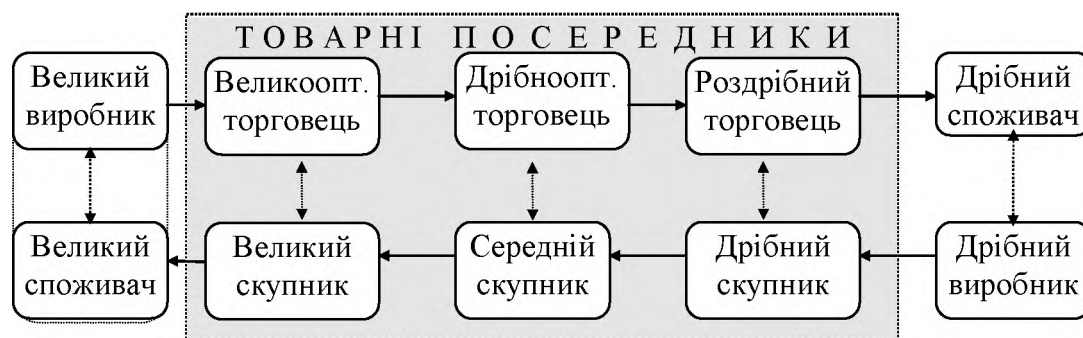 ТОВАРНІ ПОСЕРЕДНИКИ
Великий
виробник
Великоопт.
торговець
Дрібноопт.
торговець
Роздрібний
торговець
Дрібний
споживач
Великий
споживач
Великий
скупник
Середній
скупник
Дрібний
скупник
Дрібний
виробник